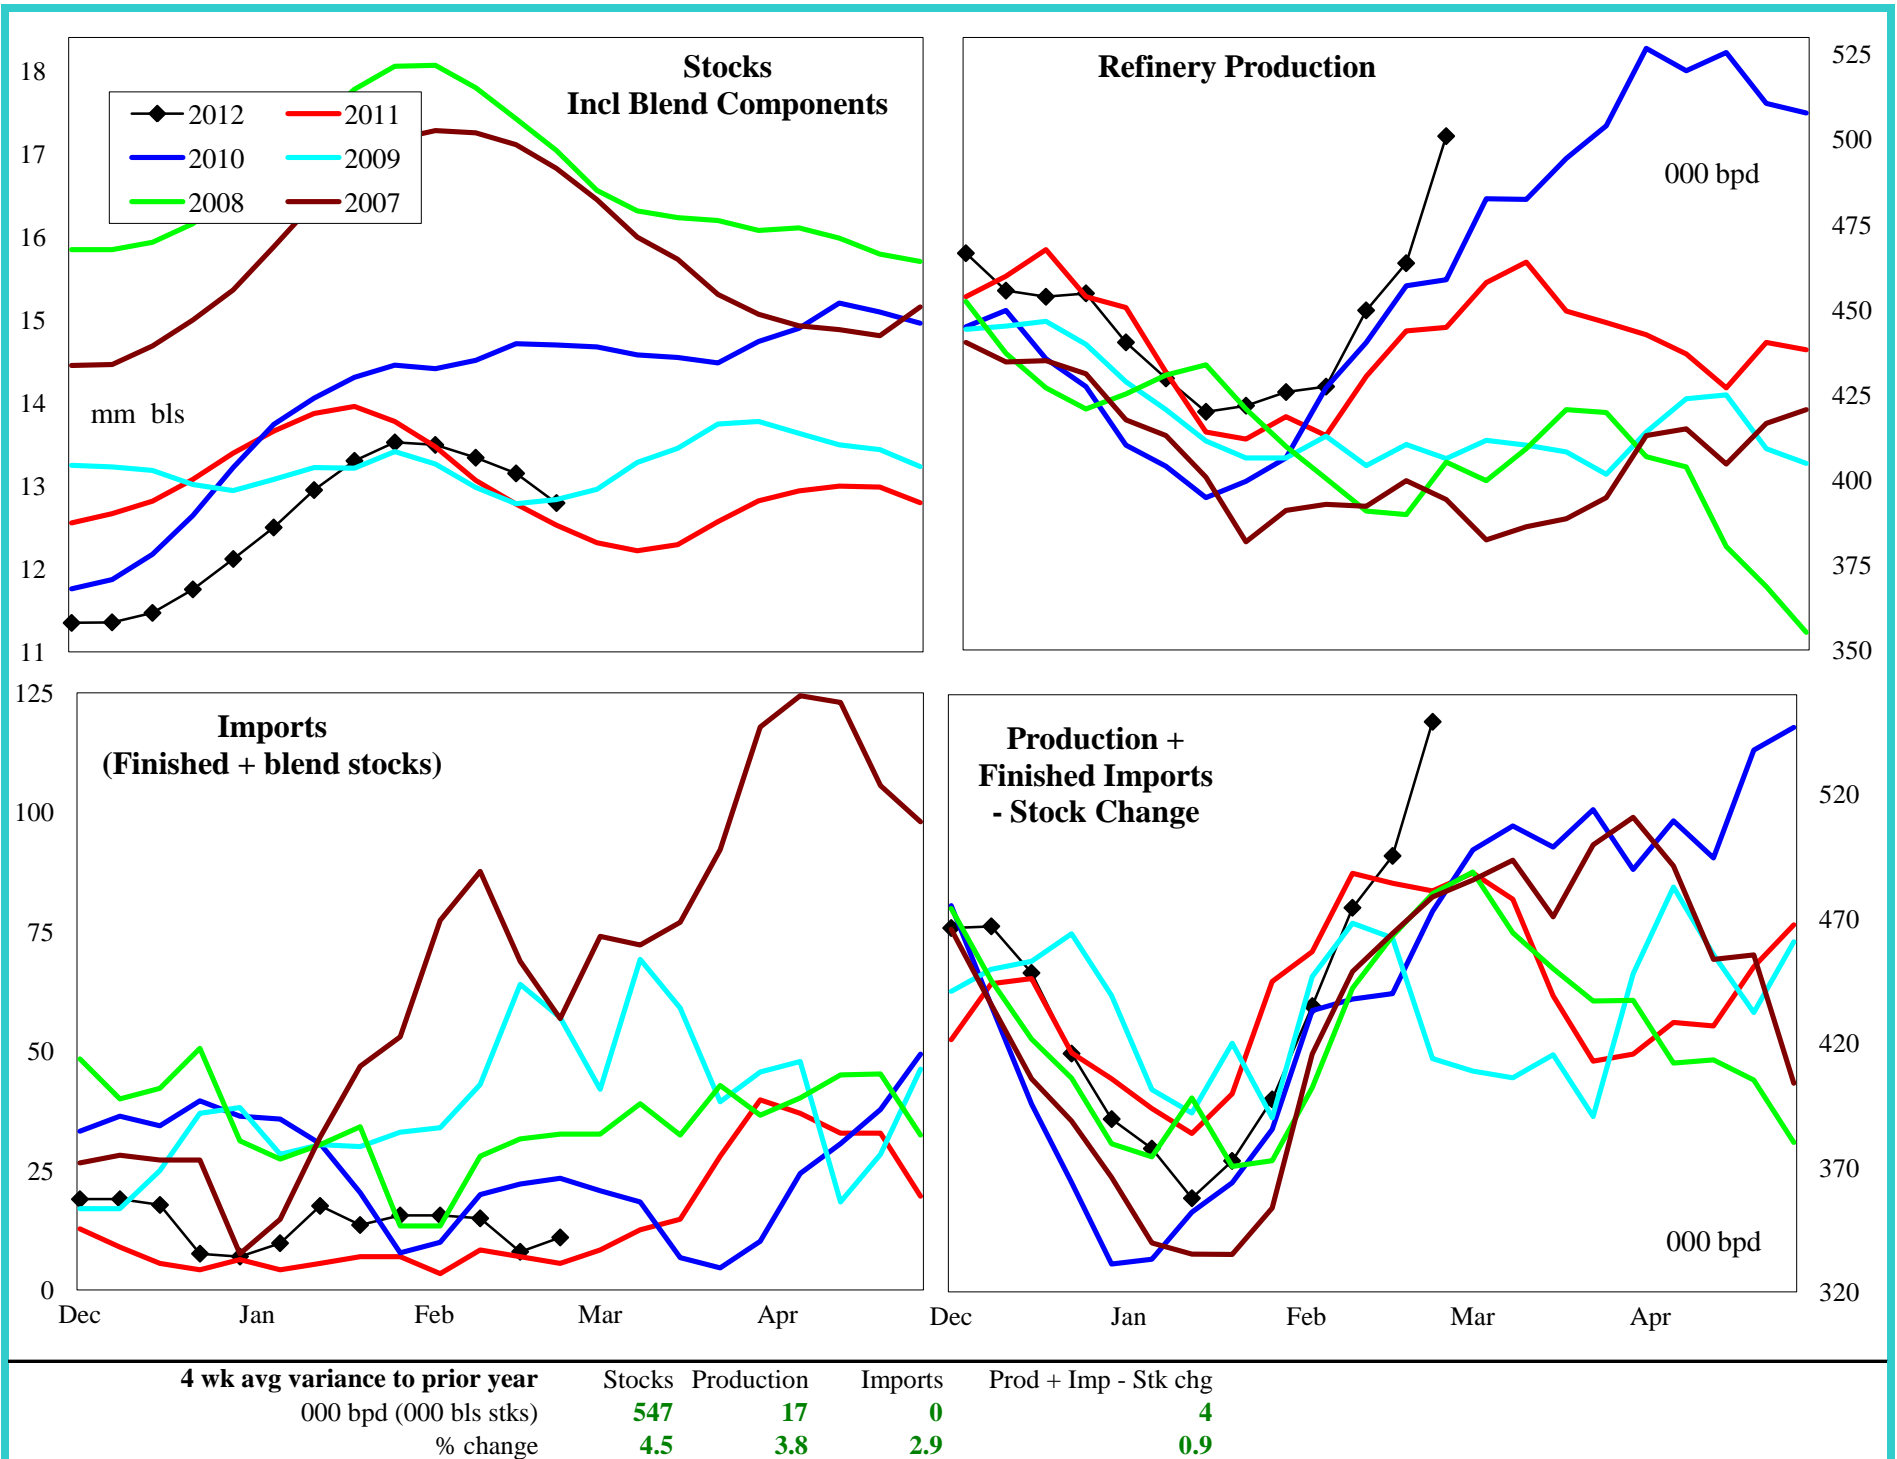 Stocks
Incl Blend Components
18
17
16
15
14
13
12
11
mm bls
2012
2011
2010
2009
2008
2007
Refinery Production
000 bpd
525
500
475
450
425
400
375
350
Imports
(Finished + blend stocks)
125
100
75
50
25
0
Dec Jan Feb Mar Apr
Production +
Finished Imports
- Stock Change
520
470
420
370
320
000 bpd
Dec Jan Feb Mar Apr
4 wk avg variance to prior year Stocks Production Imports Prod + Imp - Stk chg
000 bpd (000 bls stks) 547 17 0 4
% change 4.5 3.8 2.9 0.9